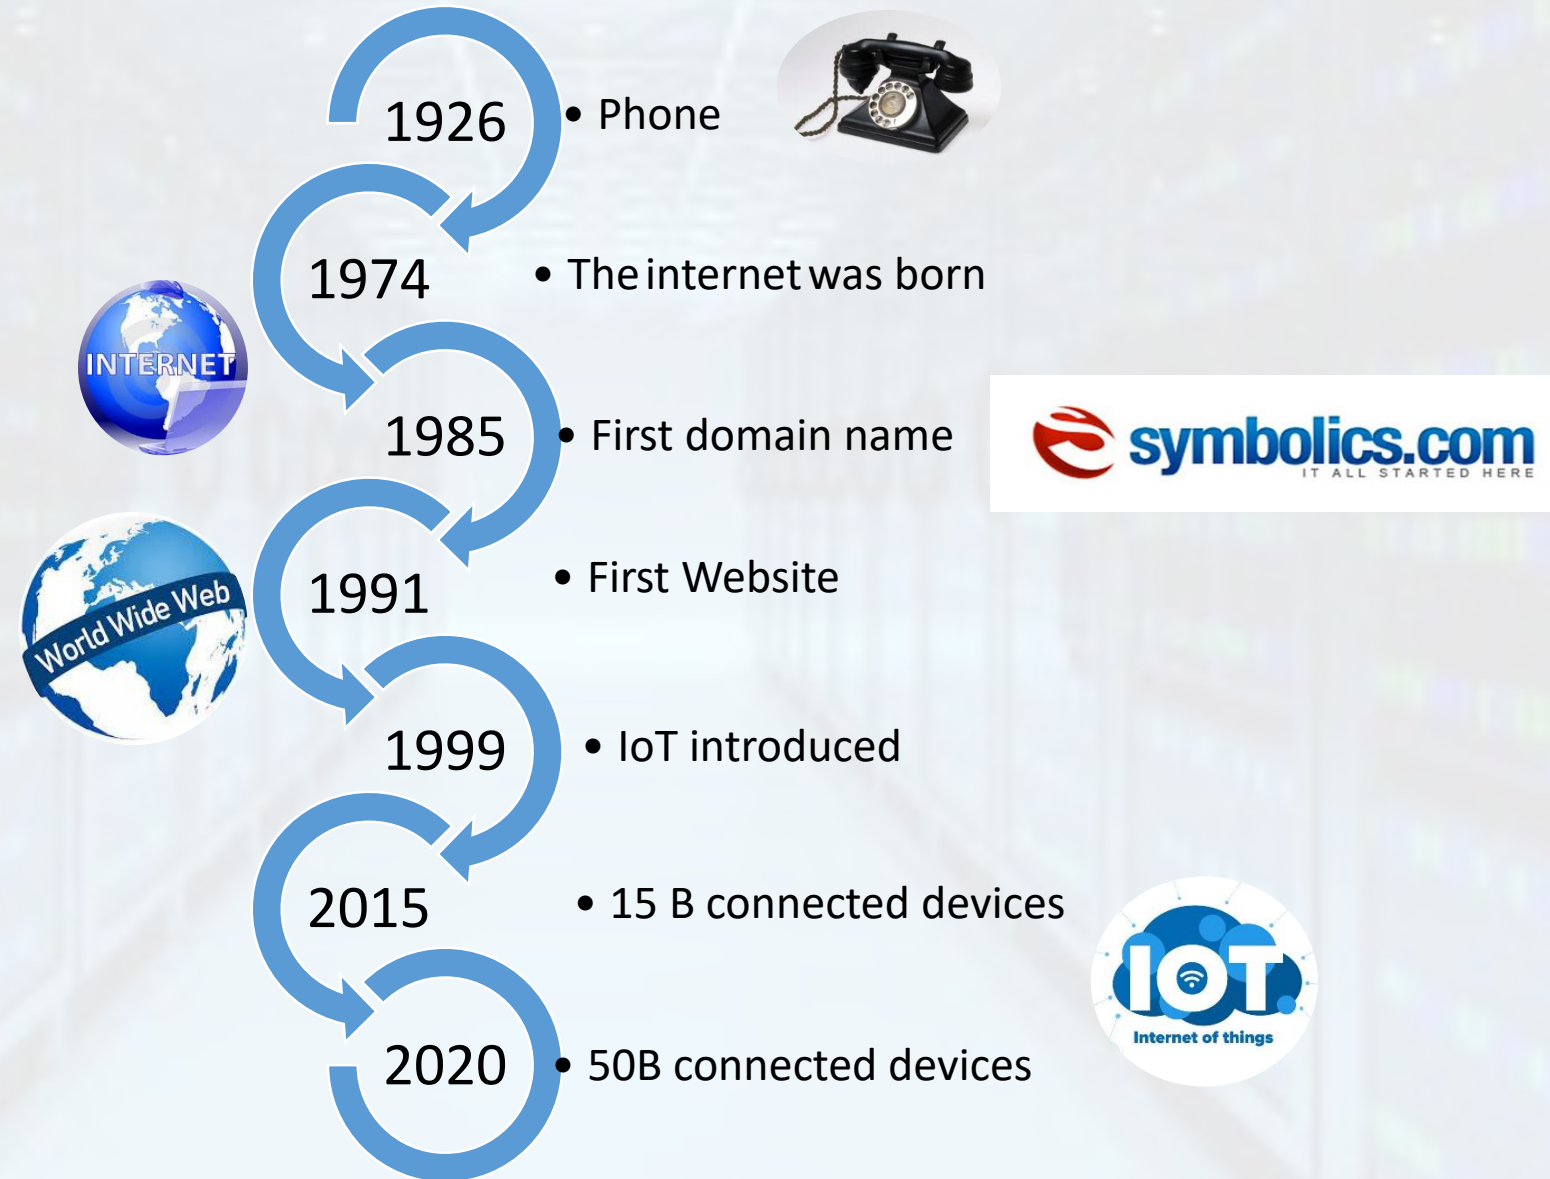 1926
• Phone
1974
• The internet was born
INTERNET
1985
• First domain name
symbolics.com
IT ALL STARTED HERE
1991
• First Website
World Wide Web
1999
• IoT introduced
2015
• 15 B connected devices
IOT
Internet of things
2020
• 50B connected devices